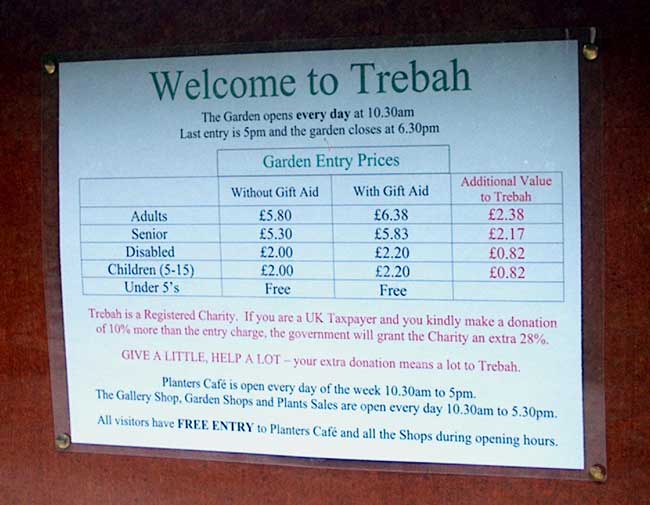 Welcome to Trebah
The Garden opens every day at 10.30am
Last entry is 5pm and the garden closes at 6.30pm
Garden Entry Prices
Without Gift Aid With Gift Aid Additional Value to Trebah
Adults £5.80 £6.38 £2.38
Senior £5.30 £5.83 £2.17
Disabled £2.00 £2.20 £0.82
Children (5-15) £2.00 £2.20 £0.82
Under 5's Free Free
Trebah is a Registered Charity. If you are a UK Taxpayer and you kindly make a donation
of 10% more than the entry charge, the government will grant the Charity an extra 28%.
GIVE A LITTLE, HELP A LOT – your extra donation means a lot to Trebah.
Planters Café is open every day of the week 10.30am to 5pm.
The Gallery Shop, Garden Shops and Plants Sales are open every day 10.30am to 5.30pm.
All visitors have FREE ENTRY to Planters Café and all the Shops during opening hours.